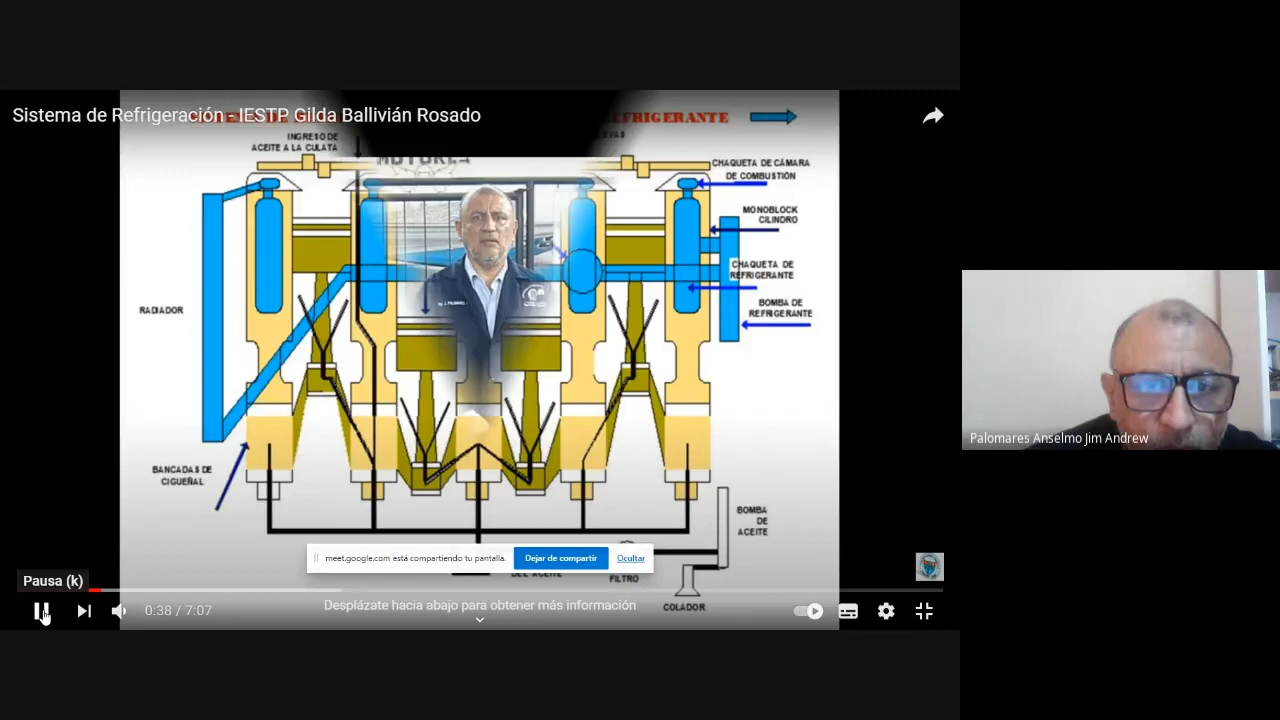 Sistema de Refrigeración - IESTP Gilda Ballivián Rosado
EFRIGERANTE
INGRESO DE
ACEITE A LA CULATA
CHAQUETA DE CÁMARA
DE COMBUSTIÓN
MONOBLOCK
CILINDRO
CHAQUETA DE
REFRIGERANTE
BOMBA DE
REFRIGERANTE
RADIADOR
BANCADAS DE
CIGUEÑAL
BOMBA
DE
ACEITE
meet.google.com está compartiendo tu pantalla.
Dejar de compartir
Ocultar
DEL ACEITE
FILTRO
COLADOR
Pausa (k)
0:38 / 7:07
Desplázate hacia abajo para obtener más información
Palomares Anselmo Jim Andrew